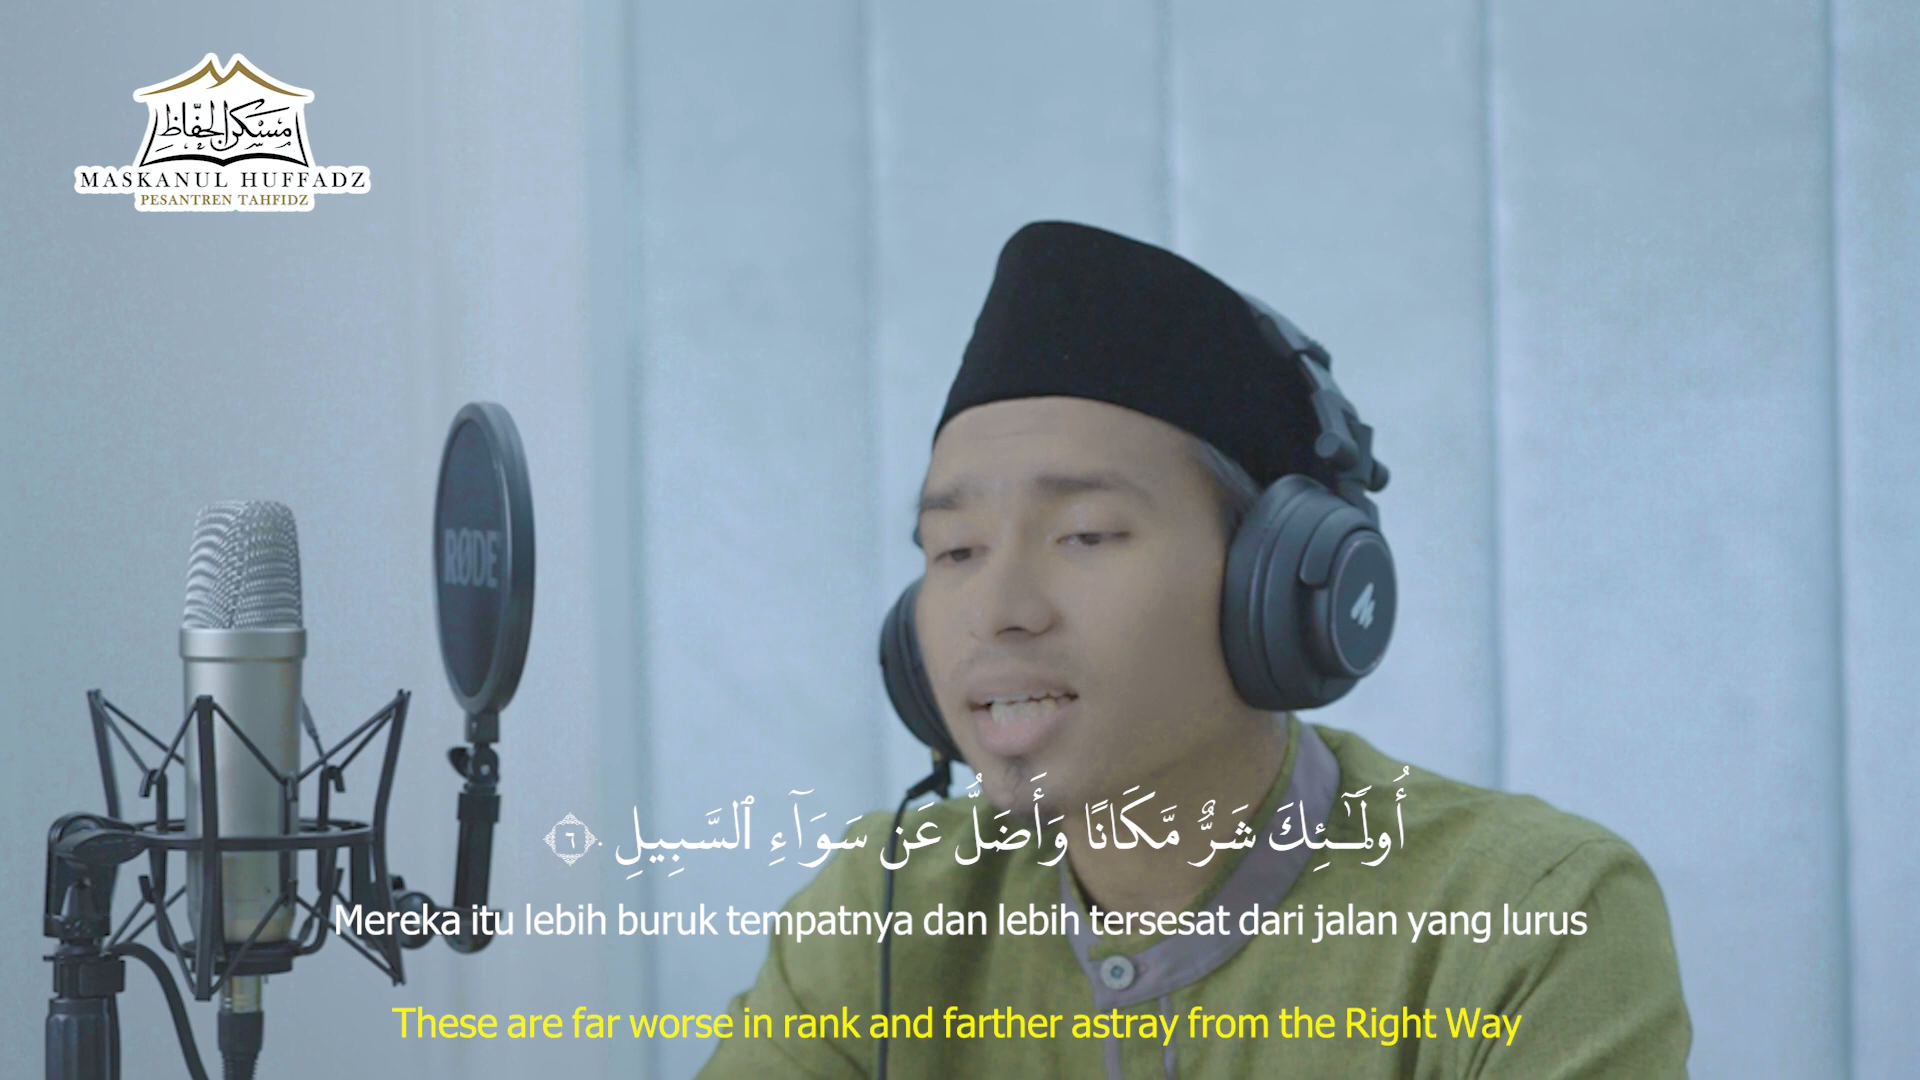 مسكن الحفاظ
MASKANUL HUFFADZ
PESANTREN TAHFIDZ
RØDE
أُولَـٰٓئِكَ شَرٌّ مَّكَانًا وَأَضَلُّ عَن سَوَآءِ ٱلسَّبِيلِ ٦٠
Mereka itu lebih buruk tempatnya dan lebih tersesat dari jalan yang lurus
These are far worse in rank and farther astray from the Right Way